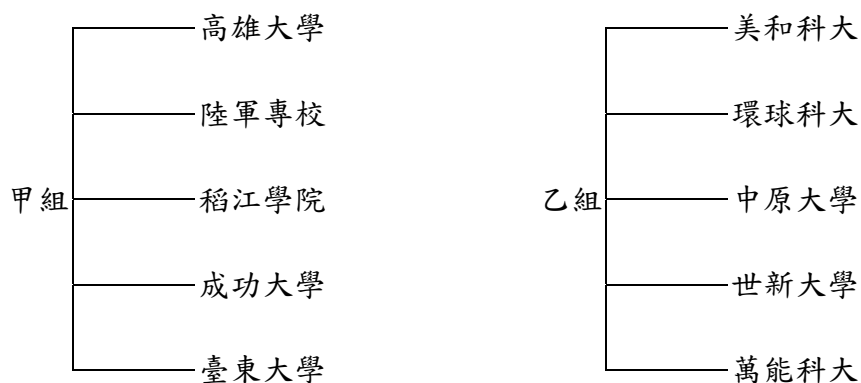 甲組
高雄大學
陸軍專校
稻江學院
成功大學
臺東大學
乙組
美和科大
環球科大
中原大學
世新大學
萬能科大